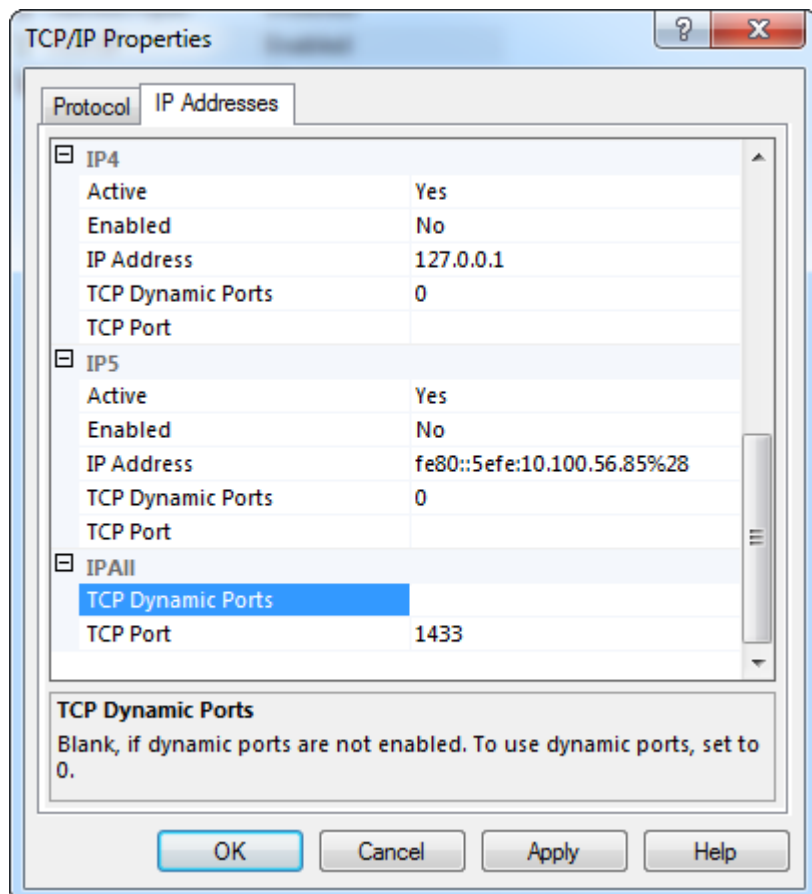 TCP/IP Properties
Protocol IP Addresses
IP4
Active Yes
Enabled No
IP Address 127.0.0.1
TCP Dynamic Ports 0
TCP Port
IP5
Active Yes
Enabled No
IP Address fe80::5efe:10.100.56.85%28
TCP Dynamic Ports 0
TCP Port
IPAll
TCP Dynamic Ports
TCP Port 1433
TCP Dynamic Ports
Blank, if dynamic ports are not enabled. To use dynamic ports, set to
0.
OK Cancel Apply Help